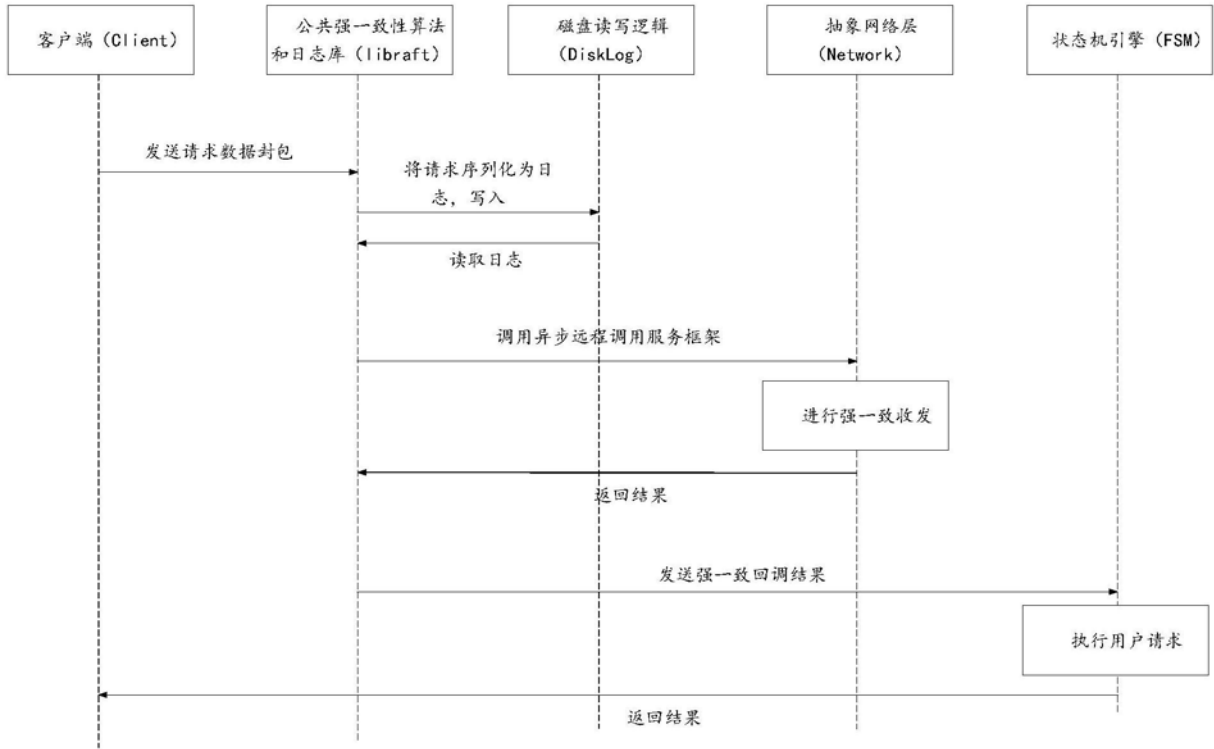 客户端（Client）
公共强一致性算法
和日志库（libraft）
磁盘读写逻辑
（DiskLog）
抽象网络层
（Network）
状态机引擎（FSM）
发送请求数据封包
将请求序列化为日
志，写入
读取日志
调用异步远程调用服务框架
进行强一致收发
返回结果
发送强一致回调结果
执行用户请求
返回结果